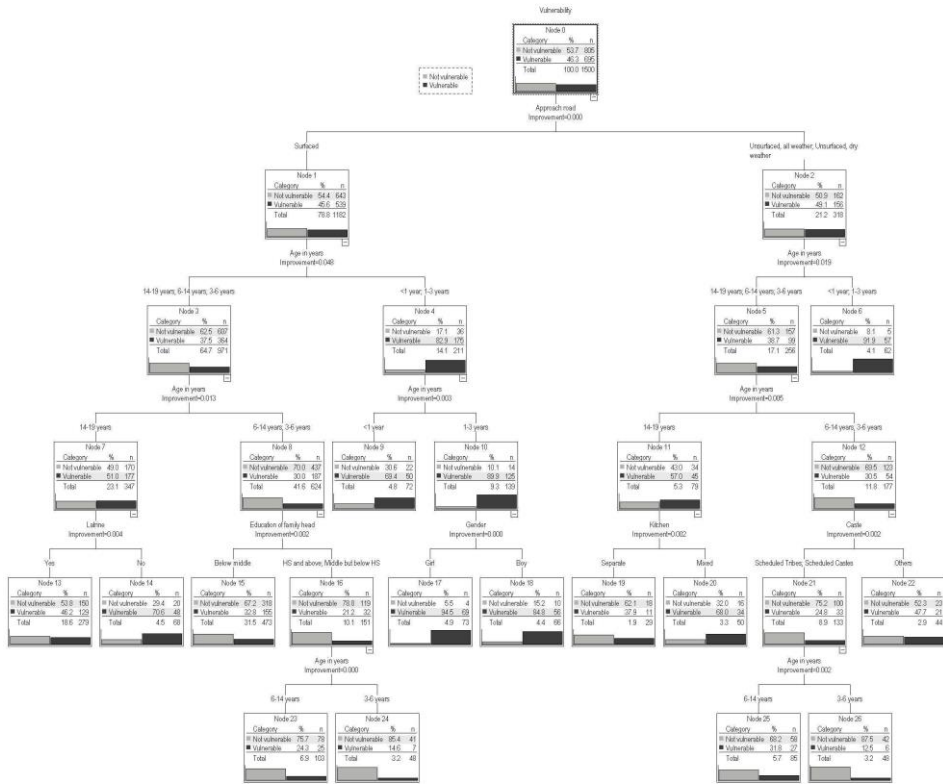 Vulnerability
Node 0
Category % n
Not vulnerable 53.7 805
Vulnerable 46.3 695
Total 100.0 1500
Not vulnerable
Vulnerable
Approach road
Improvement=0.000
Surfaced
Unsurfaced, all weather; Unsurfaced, dry
weather
Node 1
Category % n
Not vulnerable 54.4 643
Vulnerable 45.6 539
Total 78.8 1182
Node 2
Category % n
Not vulnerable 50.9 162
Vulnerable 49.1 156
Total 21.2 318
Age in years
Improvement=0.048
Age in years
Improvement=0.019
14-19 years; 6-14 years; 3-6 years
<1 year; 1-3 years
14-19 years; 6-14 years; 3-6 years
<1 year; 1-3 years
Node 3
Category % n
Not vulnerable 62.5 607
Vulnerable 37.5 364
Total 64.7 971
Node 4
Category % n
Not vulnerable 17.1 36
Vulnerable 82.9 175
Total 14.1 211
Node 5
Category % n
Not vulnerable 61.3 157
Vulnerable 38.7 99
Total 17.1 256
Node 6
Category % n
Not vulnerable 8.1 5
Vulnerable 91.9 57
Total 4.1 62
Age in years
Improvement=0.013
Age in years
Improvement=0.003
Age in years
Improvement=0.005
14-19 years
6-14 years; 3-6 years
<1 year
1-3 years
14-19 years
6-14 years; 3-6 years
Node 7
Category % n
Not vulnerable 49.0 170
Vulnerable 51.0 177
Total 23.1 347
Node 8
Category % n
Not vulnerable 70.0 437
Vulnerable 30.0 187
Total 41.6 624
Node 9
Category % n
Not vulnerable 30.6 22
Vulnerable 69.4 50
Total 4.8 72
Node 10
Category % n
Not vulnerable 10.1 14
Vulnerable 89.9 125
Total 9.3 139
Node 11
Category % n
Not vulnerable 43.0 34
Vulnerable 57.0 45
Total 5.3 79
Node 12
Category % n
Not vulnerable 69.5 123
Vulnerable 30.5 54
Total 11.8 177
Latrine
Improvement=0.004
Education of family head
Improvement=0.002
Gender
Improvement=0.000
Kitchen
Improvement=0.002
Caste
Improvement=0.002
Yes
No
Below middle
HS and above; Middle but below HS
Girl
Boy
Separate
Mixed
Scheduled Tribes; Scheduled Castes
Others
Node 13
Category % n
Not vulnerable 53.8 150
Vulnerable 46.2 129
Total 18.6 279
Node 14
Category % n
Not vulnerable 29.4 20
Vulnerable 70.6 48
Total 4.5 68
Node 15
Category % n
Not vulnerable 67.2 318
Vulnerable 32.8 155
Total 31.5 473
Node 16
Category % n
Not vulnerable 78.8 119
Vulnerable 21.2 32
Total 10.1 151
Node 17
Category % n
Not vulnerable 5.5 4
Vulnerable 94.5 69
Total 4.9 73
Node 18
Category % n
Not vulnerable 15.2 10
Vulnerable 84.8 56
Total 4.4 66
Node 19
Category % n
Not vulnerable 62.1 18
Vulnerable 37.9 11
Total 1.9 29
Node 20
Category % n
Not vulnerable 32.0 16
Vulnerable 68.0 34
Total 3.3 50
Node 21
Category % n
Not vulnerable 75.2 100
Vulnerable 24.8 33
Total 8.9 133
Node 22
Category % n
Not vulnerable 52.3 23
Vulnerable 47.7 21
Total 2.9 44
Age in years
Improvement=0.000
Age in years
Improvement=0.002
6-14 years
3-6 years
6-14 years
3-6 years
Node 23
Category % n
Not vulnerable 75.7 78
Vulnerable 24.3 25
Total 6.9 103
Node 24
Category % n
Not vulnerable 85.4 41
Vulnerable 14.6 7
Total 3.2 48
Node 25
Category % n
Not vulnerable 68.2 58
Vulnerable 31.8 27
Total 5.7 85
Node 26
Category % n
Not vulnerable 87.5 42
Vulnerable 12.5 6
Total 3.2 48